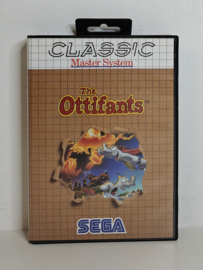 CLASSIC
Master System
The
Ottifants
SEGA